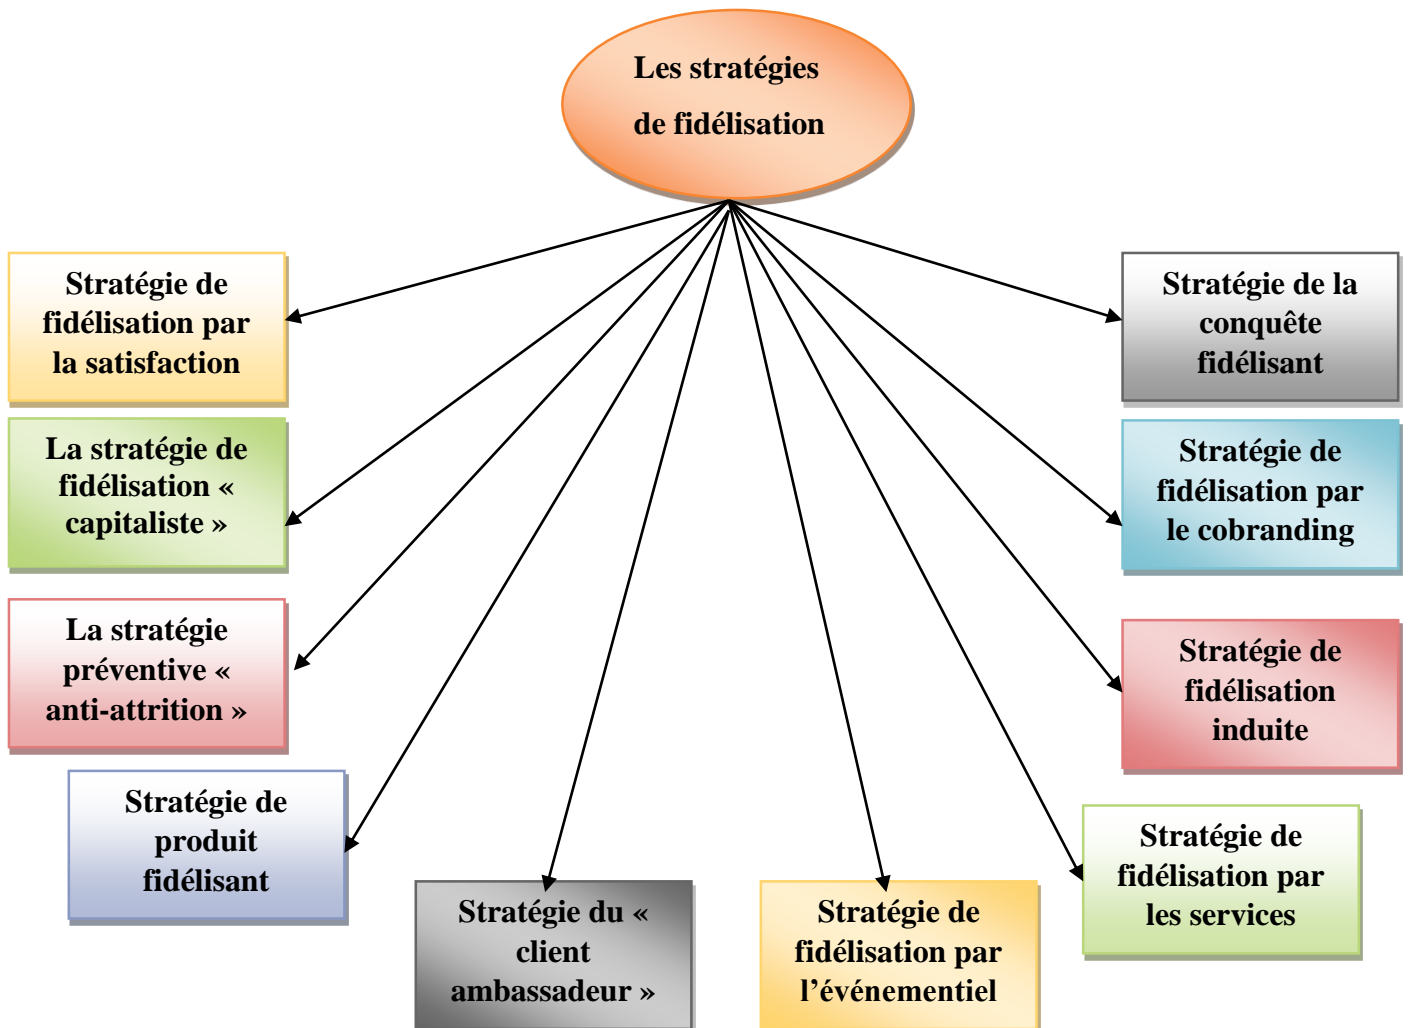 Les stratégies
de fidélisation
Stratégie de
fidélisation par
la satisfaction
Stratégie de la
conquête
fidélisant
La stratégie de
fidélisation «
capitaliste »
Stratégie de
fidélisation par
le cobranding
La stratégie
préventive «
anti-attrition »
Stratégie de
fidélisation
induite
Stratégie de
produit
fidélisant
Stratégie de
fidélisation par
les services
Stratégie du «
client
ambassadeur »
Stratégie de
fidélisation par
l’événementiel